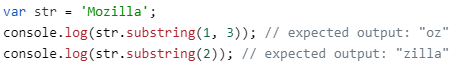 var str = 'Mozilla';
console.log(str.substring(1, 3)); // expected output: "oz"
console.log(str.substring(2)); // expected output: "zilla"